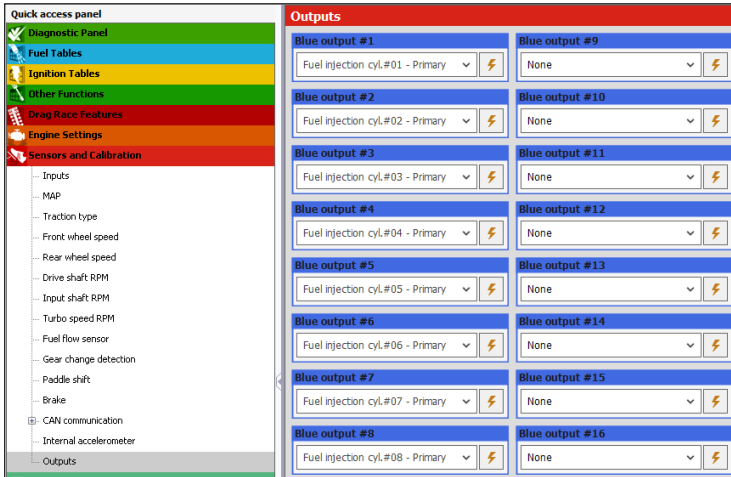 Quick access panel
Diagnostic Panel
Fuel Tables
Ignition Tables
Other Functions
Drag Race Features
Engine Settings
Sensors and Calibration
Inputs
MAP
Traction type
Front wheel speed
Rear wheel speed
Drive shaft RPM
Input shaft RPM
Turbo speed RPM
Fuel flow sensor
Gear change detection
Paddle shift
Brake
CAN communication
Internal accelerometer
Outputs
Outputs
Blue output #1
Fuel injection cyl.#01 - Primary
Blue output #2
Fuel injection cyl.#02 - Primary
Blue output #3
Fuel injection cyl.#03 - Primary
Blue output #4
Fuel injection cyl.#04 - Primary
Blue output #5
Fuel injection cyl.#05 - Primary
Blue output #6
Fuel injection cyl.#06 - Primary
Blue output #7
Fuel injection cyl.#07 - Primary
Blue output #8
Fuel injection cyl.#08 - Primary
Blue output #9
None
Blue output #10
None
Blue output #11
None
Blue output #12
None
Blue output #13
None
Blue output #14
None
Blue output #15
None
Blue output #16
None